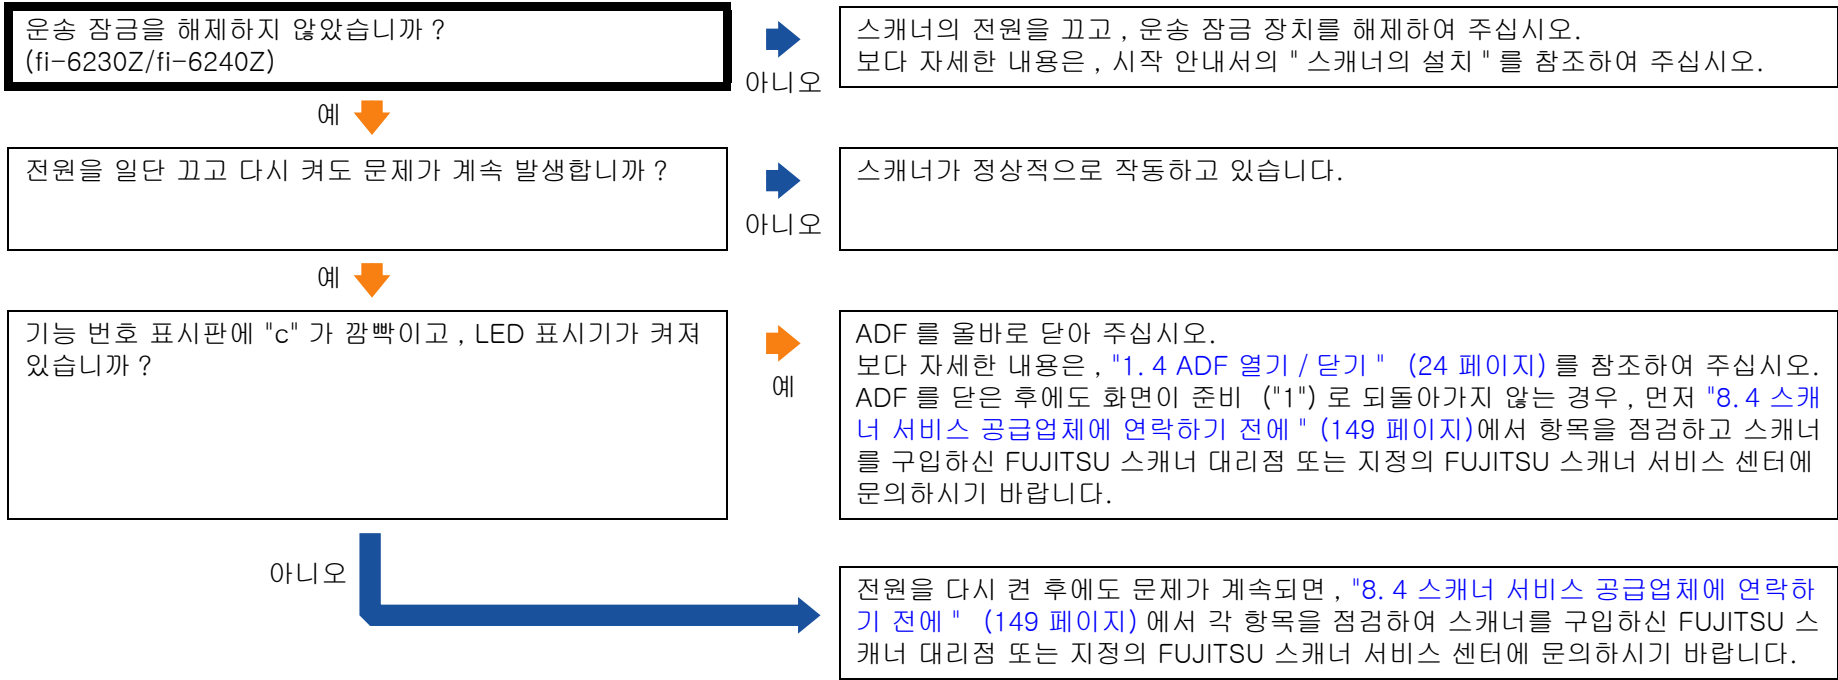 운송 잠금을 해제하지 않았습니까 ?
(fi-6230Z/fi-6240Z)
아니오
스캐너의 전원을 끄고 , 운송 잠금 장치를 해제하여 주십시오.
보다 자세한 내용은 , 시작 안내서의 " 스캐너의 설치 " 를 참조하여 주십시오.
예
전원을 일단 끄고 다시 켜도 문제가 계속 발생합니까 ?
아니오
스캐너가 정상적으로 작동하고 있습니다.
예
기능 번호 표시판에 "c" 가 깜빡이고 , LED 표시기가 켜져
있습니까 ?
예
ADF 를 올바로 닫아 주십시오.
보다 자세한 내용은 , "1. 4 ADF 열기 / 닫기 " (24 페이지) 를 참조하여 주십시오.
ADF 를 닫은 후에도 화면이 준비 ("1") 로 되돌아가지 않는 경우 , 먼저 "8. 4 스캐
너 서비스 공급업체에 연락하기 전에 " (149 페이지)에서 항목을 점검하고 스캐너
를 구입하신 FUJITSU 스캐너 대리점 또는 지정의 FUJITSU 스캐너 서비스 센터에
문의하시기 바랍니다.
아니오
전원을 다시 켠 후에도 문제가 계속되면 , "8. 4 스캐너 서비스 공급업체에 연락하
기 전에 " (149 페이지) 에서 각 항목을 점검하여 스캐너를 구입하신 FUJITSU 스
캐너 대리점 또는 지정의 FUJITSU 스캐너 서비스 센터에 문의하시기 바랍니다.